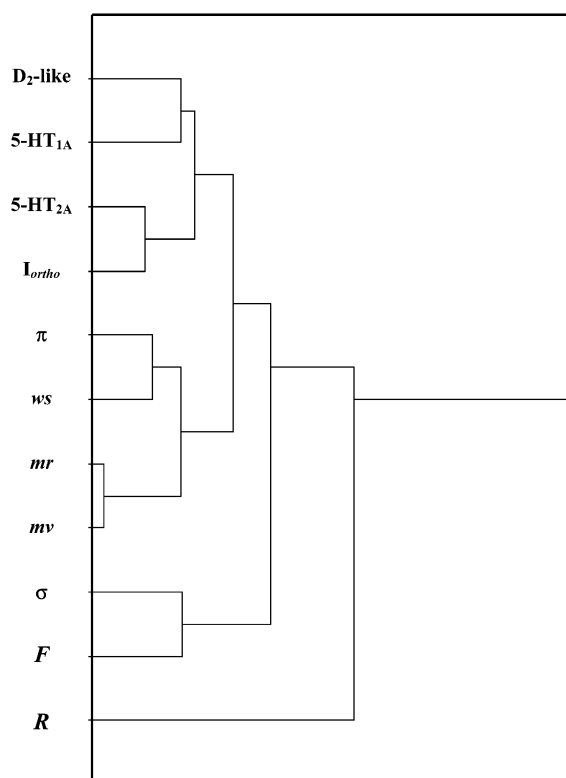 D₂-like
5-HT₁ₐ
5-HT₂ₐ
Iₒᵣₜₕₒ
π
ws
mr
mv
σ
F
R